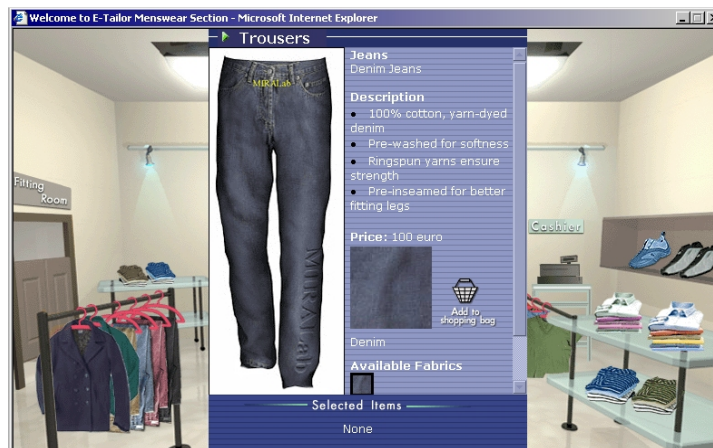 Welcome to E-Tailor Menswear Section - Microsoft Internet Explorer
Trousers
MIRALab
MIRALab
Jeans
Denim Jeans
Description
• 100% cotton, yarn-dyed
denim
• Pre-washed for softness
• Ringspun yarns ensure
strength
• Pre-inseamed for better
fitting legs
Price: 100 euro
Add to
shopping bag
Denim
Available Fabrics
Fitting
Room
Cashier
Selected Items
None